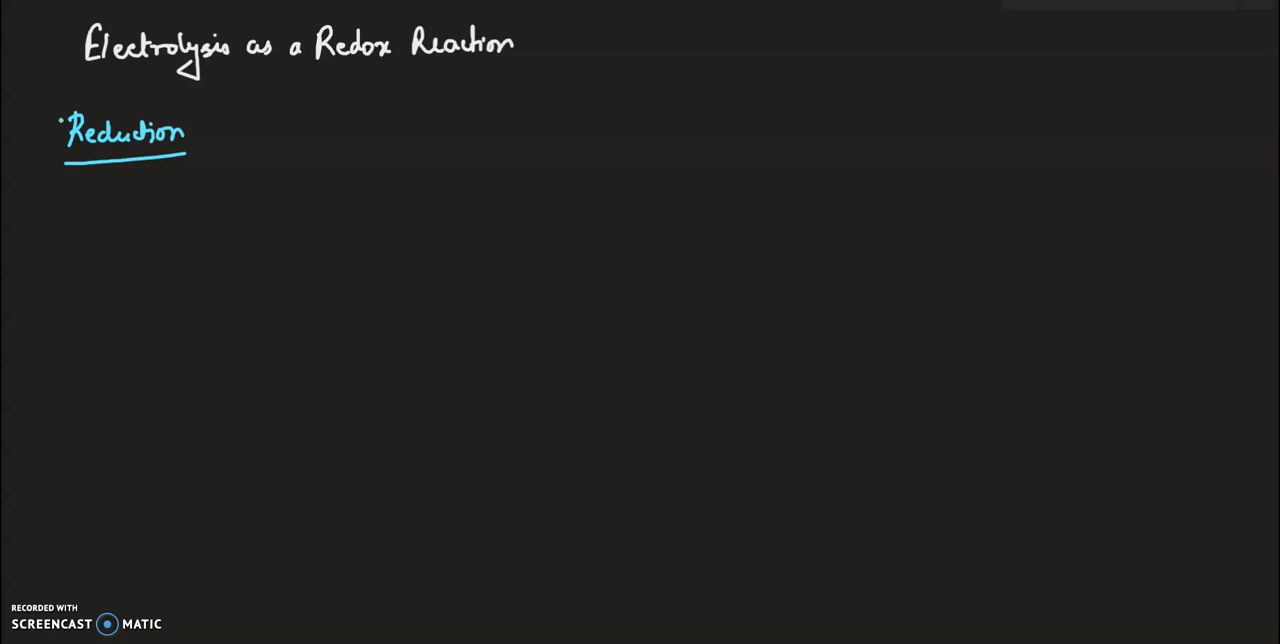 Electrolysis as a Redox Reaction
Reduction
RECORDED WITH
SCREENCAST MATIC